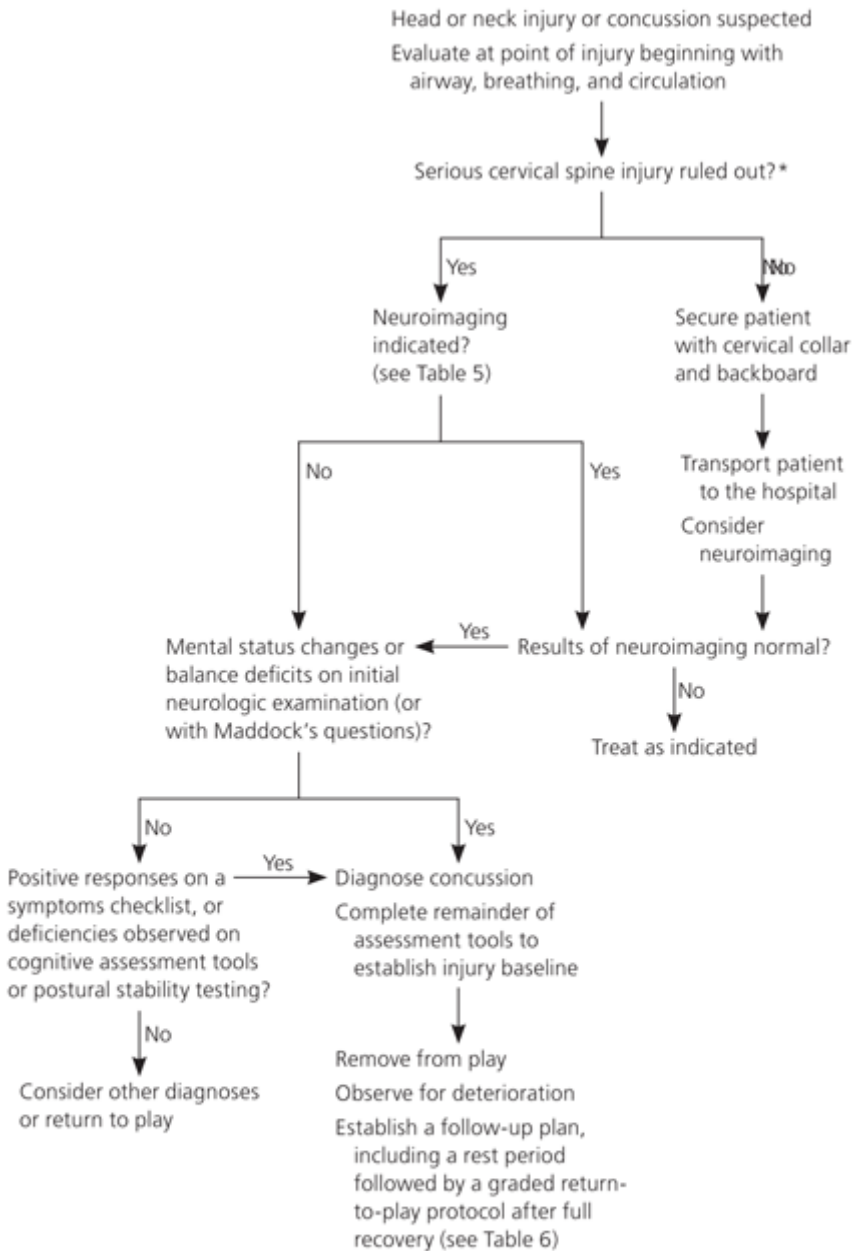 Head or neck injury or concussion suspected
Evaluate at point of injury beginning with
airway, breathing, and circulation
Serious cervical spine injury ruled out?*
Yes
No
Neuroimaging
indicated?
(see Table 5)
Secure patient
with cervical collar
and backboard
No
Yes
Transport patient
to the hospital
Consider
neuroimaging
Mental status changes or
balance deficits on initial
neurologic examination (or
with Maddock's questions)?
Yes
Results of neuroimaging normal?
No
Treat as indicated
No
Yes
Positive responses on a
symptoms checklist, or
deficiencies observed on
cognitive assessment tools
or postural stability testing?
Yes
Diagnose concussion
Complete remainder of
assessment tools to
establish injury baseline
No
Consider other diagnoses
or return to play
Remove from play
Observe for deterioration
Establish a follow-up plan,
including a rest period
followed by a graded return-
to-play protocol after full
recovery (see Table 6)